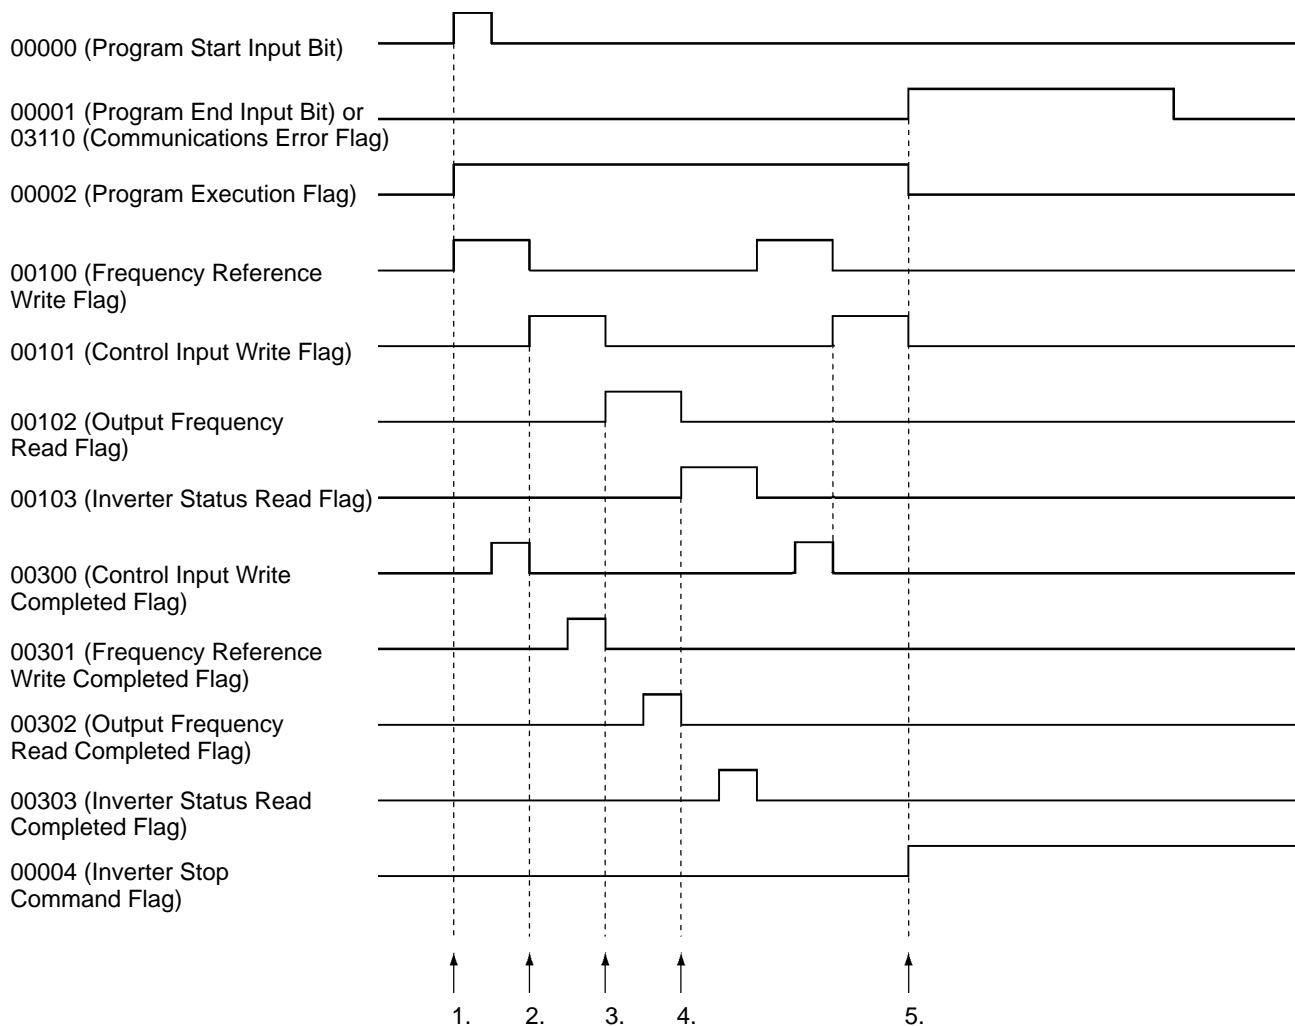 00000 (Program Start Input Bit)
00001 (Program End Input Bit) or
03110 (Communications Error Flag)
00002 (Program Execution Flag)
00100 (Frequency Reference
Write Flag)
00101 (Control Input Write Flag)
00102 (Output Frequency
Read Flag)
00103 (Inverter Status Read Flag)
00300 (Control Input Write
Completed Flag)
00301 (Frequency Reference
Write Completed Flag)
00302 (Output Frequency
Read Completed Flag)
00303 (Inverter Status Read
Completed Flag)
00004 (Inverter Stop
Command Flag)
1. 2. 3. 4. 5.